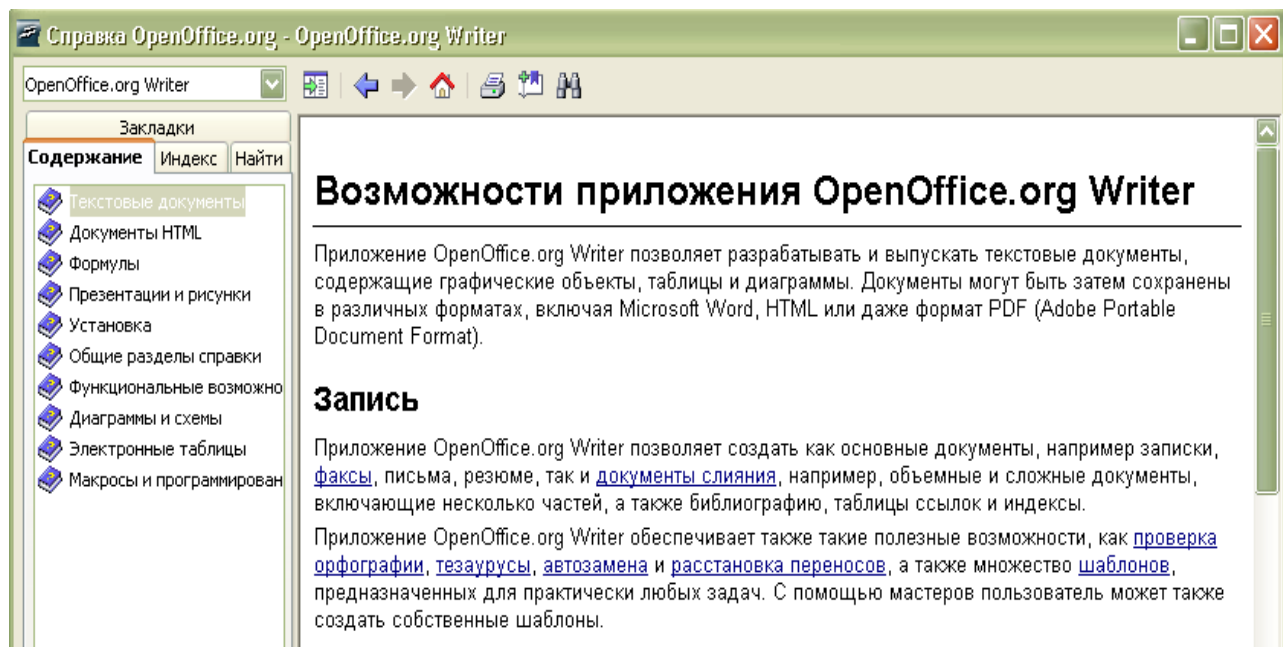 Справка OpenOffice.org - OpenOffice.org Writer
OpenOffice.org Writer
Закладки
Содержание Индекс Найти
Текстовые документы
Документы HTML
Формулы
Презентации и рисунки
Установка
Общие разделы справки
Функциональные возможно
Диаграммы и схемы
Электронные таблицы
Макросы и программирован
Возможности приложения OpenOffice.org Writer
Приложение OpenOffice.org Writer позволяет разрабатывать и выпускать текстовые документы,
содержащие графические объекты, таблицы и диаграммы. Документы могут быть затем сохранены
в различных форматах, включая Microsoft Word, HTML или даже формат PDF (Adobe Portable
Document Format).
Запись
Приложение OpenOffice.org Writer позволяет создать как основные документы, например записки,
факсы, письма, резюме, так и документы слияния, например, объемные и сложные документы,
включающие несколько частей, а также библиографию, таблицы ссылок и индексы.
Приложение OpenOffice.org Writer обеспечивает также такие полезные возможности, как проверка
орфографии, тезаурусы, автозамена и расстановка переносов, а также множество шаблонов,
предназначенных для практически любых задач. С помощью мастеров пользователь может также
создать собственные шаблоны.